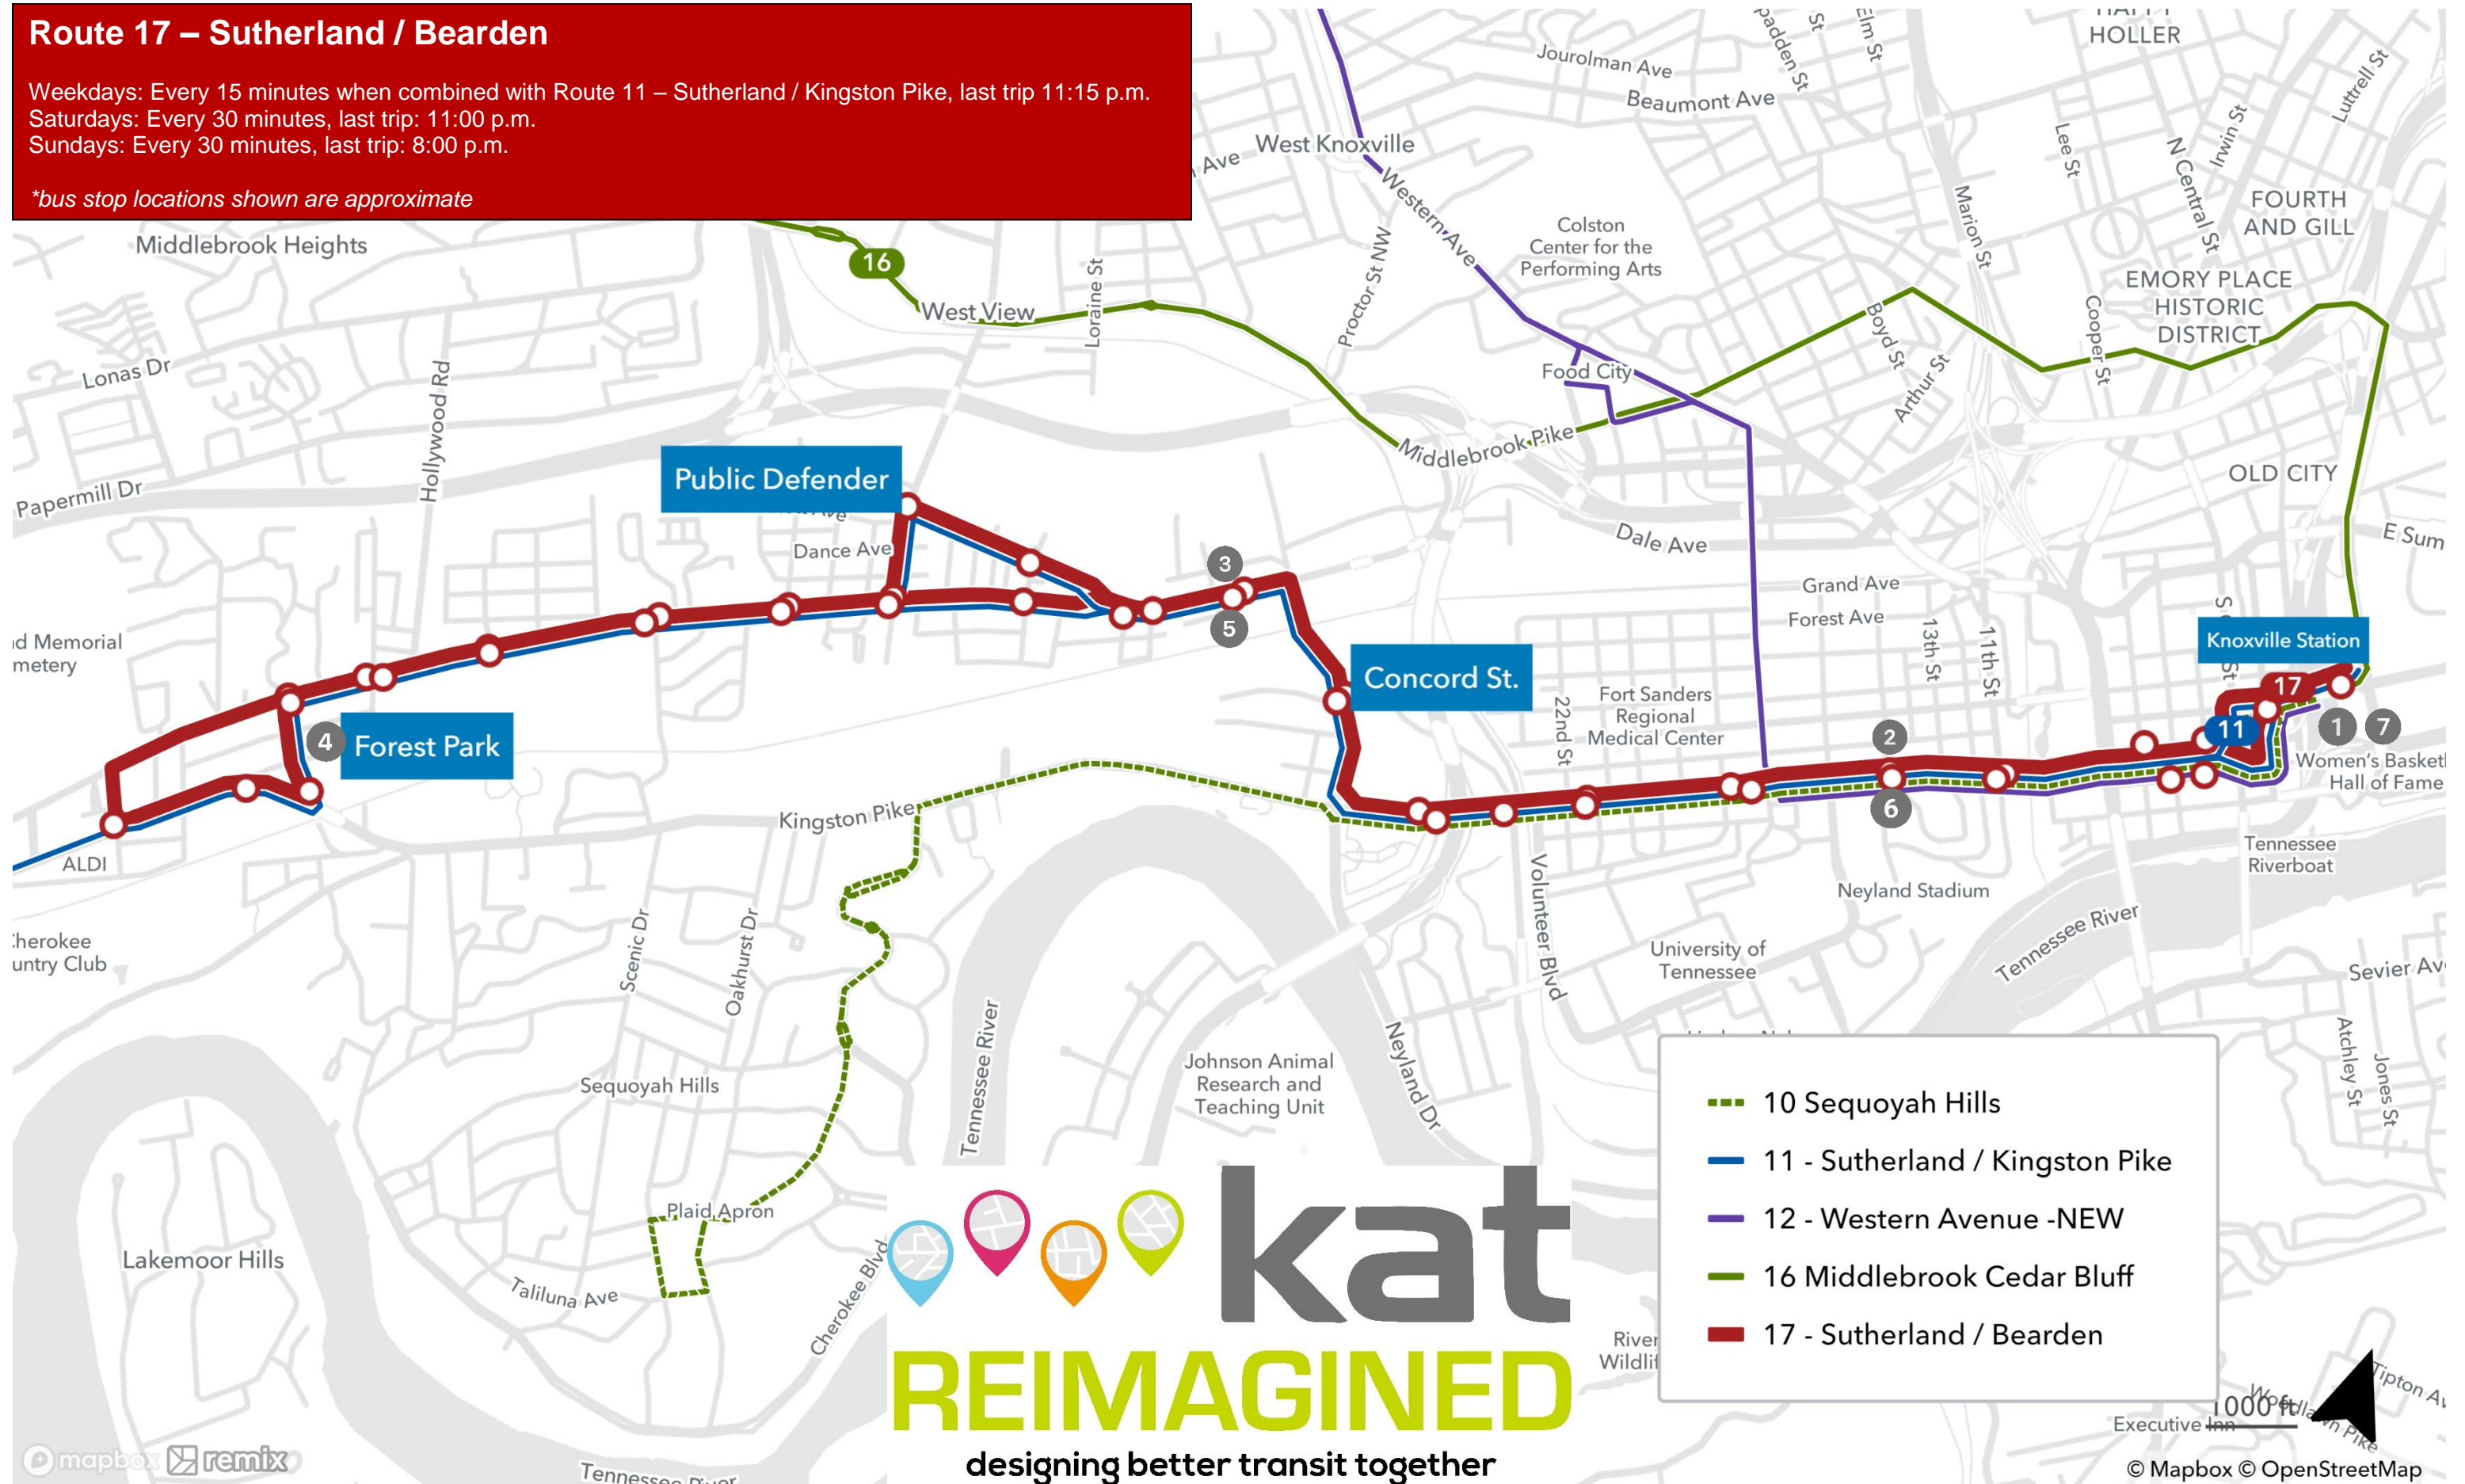 Route 17 – Sutherland / Bearden
Weekdays: Every 15 minutes when combined with Route 11 – Sutherland / Kingston Pike, last trip 11:15 p.m.
Saturdays: Every 30 minutes, last trip: 11:00 p.m.
Sundays: Every 30 minutes, last trip: 8:00 p.m.
*bus stop locations shown are approximate
HOLLER
Elm St
St
Jourolman Ave
Beaumont Ave
Luttrell St
Irwin St
Lee St
N Central St
West Knoxville
Ave
Western Ave
Marion St
FOURTH
AND GILL
Colston
Center for the
Performing Arts
Proctor St NW
Middlebrook Heights
16
West View
Loraine St
EMORY PLACE
HISTORIC
DISTRICT
Cooper St
Boyd St
Arthur St
Food City
Lonas Dr
Hollywood Rd
Middlebrook Pike
OLD CITY
Papermill Dr
Public Defender
Dance Ave
Dale Ave
E Sum
3
5
Grand Ave
Forest Ave
13th St
11th St
Knoxville Station
17
11
1
7
Concord St.
22nd St
Fort Sanders
Regional
Medical Center
2
6
Women's Basket
Hall of Fame
4
Forest Park
Kingston Pike
ALDI
Tennessee
Riverboat
Neyland Stadium
Volunteer Blvd
Tennessee River
University of
Tennessee
Sevier Av
Scenic Dr
Oakhurst Dr
Tennessee River
Neyland Dr
Johnson Animal
Research and
Teaching Unit
Atchley St
Jones St
Sequoyah Hills
Plaid Apron
Lakemoor Hills
Taliluna Ave
Cherokee Blvd
10 Sequoyah Hills
11 - Sutherland / Kingston Pike
12 - Western Avenue -NEW
16 Middlebrook Cedar Bluff
17 - Sutherland / Bearden
kat
REIMAGINED
designing better transit together
River
Executive Inn
1000 ft
Pike
Tipton Av
mapbox remix
© Mapbox © OpenStreetMap